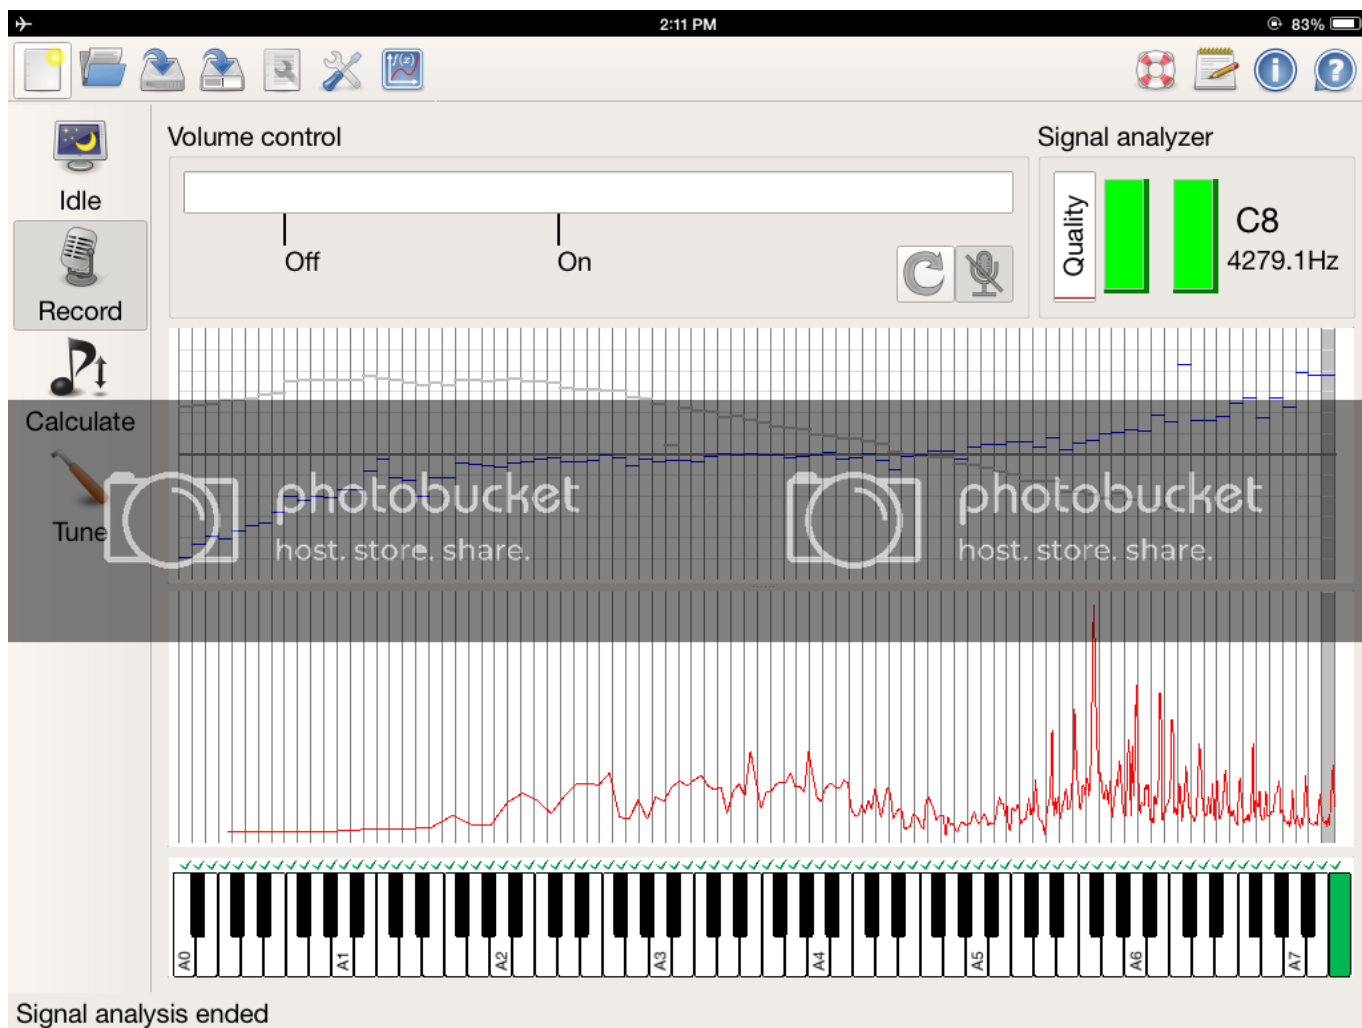 2:11 PM
83%
f(x)
Volume control
Signal analyzer
Idle
Off
On
Quality
C8
4279.1Hz
Record
Calculate
Tune
photobucket
host. store. share.
photobucket
host. store. share.
A0
A1
A2
A3
A4
A5
A6
A7
Signal analysis ended